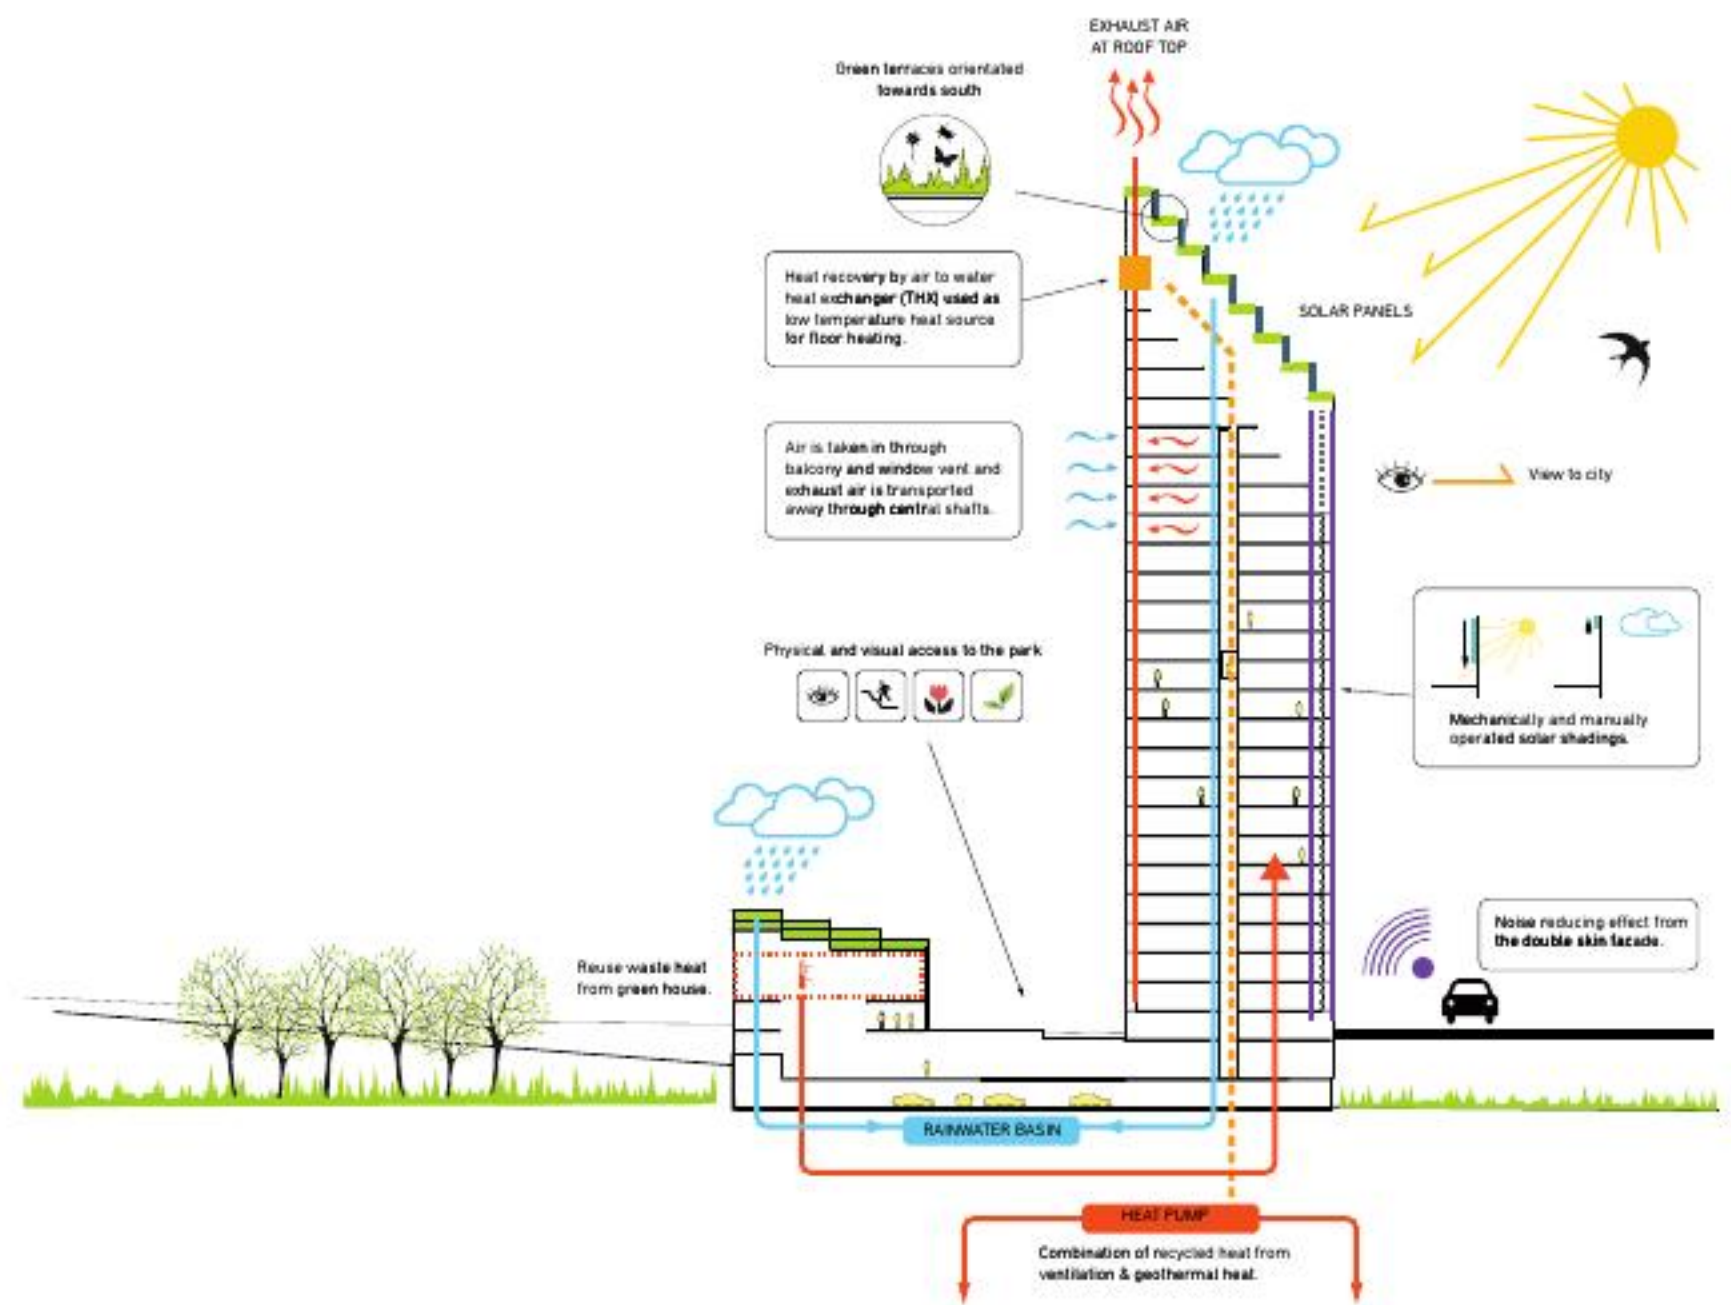 EXHAUST AIR
AT ROOF TOP
Green terraces orientated
towards south
Heat recovery by air to water
heat exchanger (THX) used as
low temperature heat source
for floor heating.
SOLAR PANELS
Air is taken in through
balcony and window vent and
exhaust air is transported
away through central shafts.
View to city
Physical and visual access to the park
Mechanically and manually
operated solar shadings.
Noise reducing effect from
the double skin facade.
Reuse waste heat
from green house.
RAINWATER BASIN
HEAT PUMP
Combination of recycled heat from
ventilation & geothermal heat.